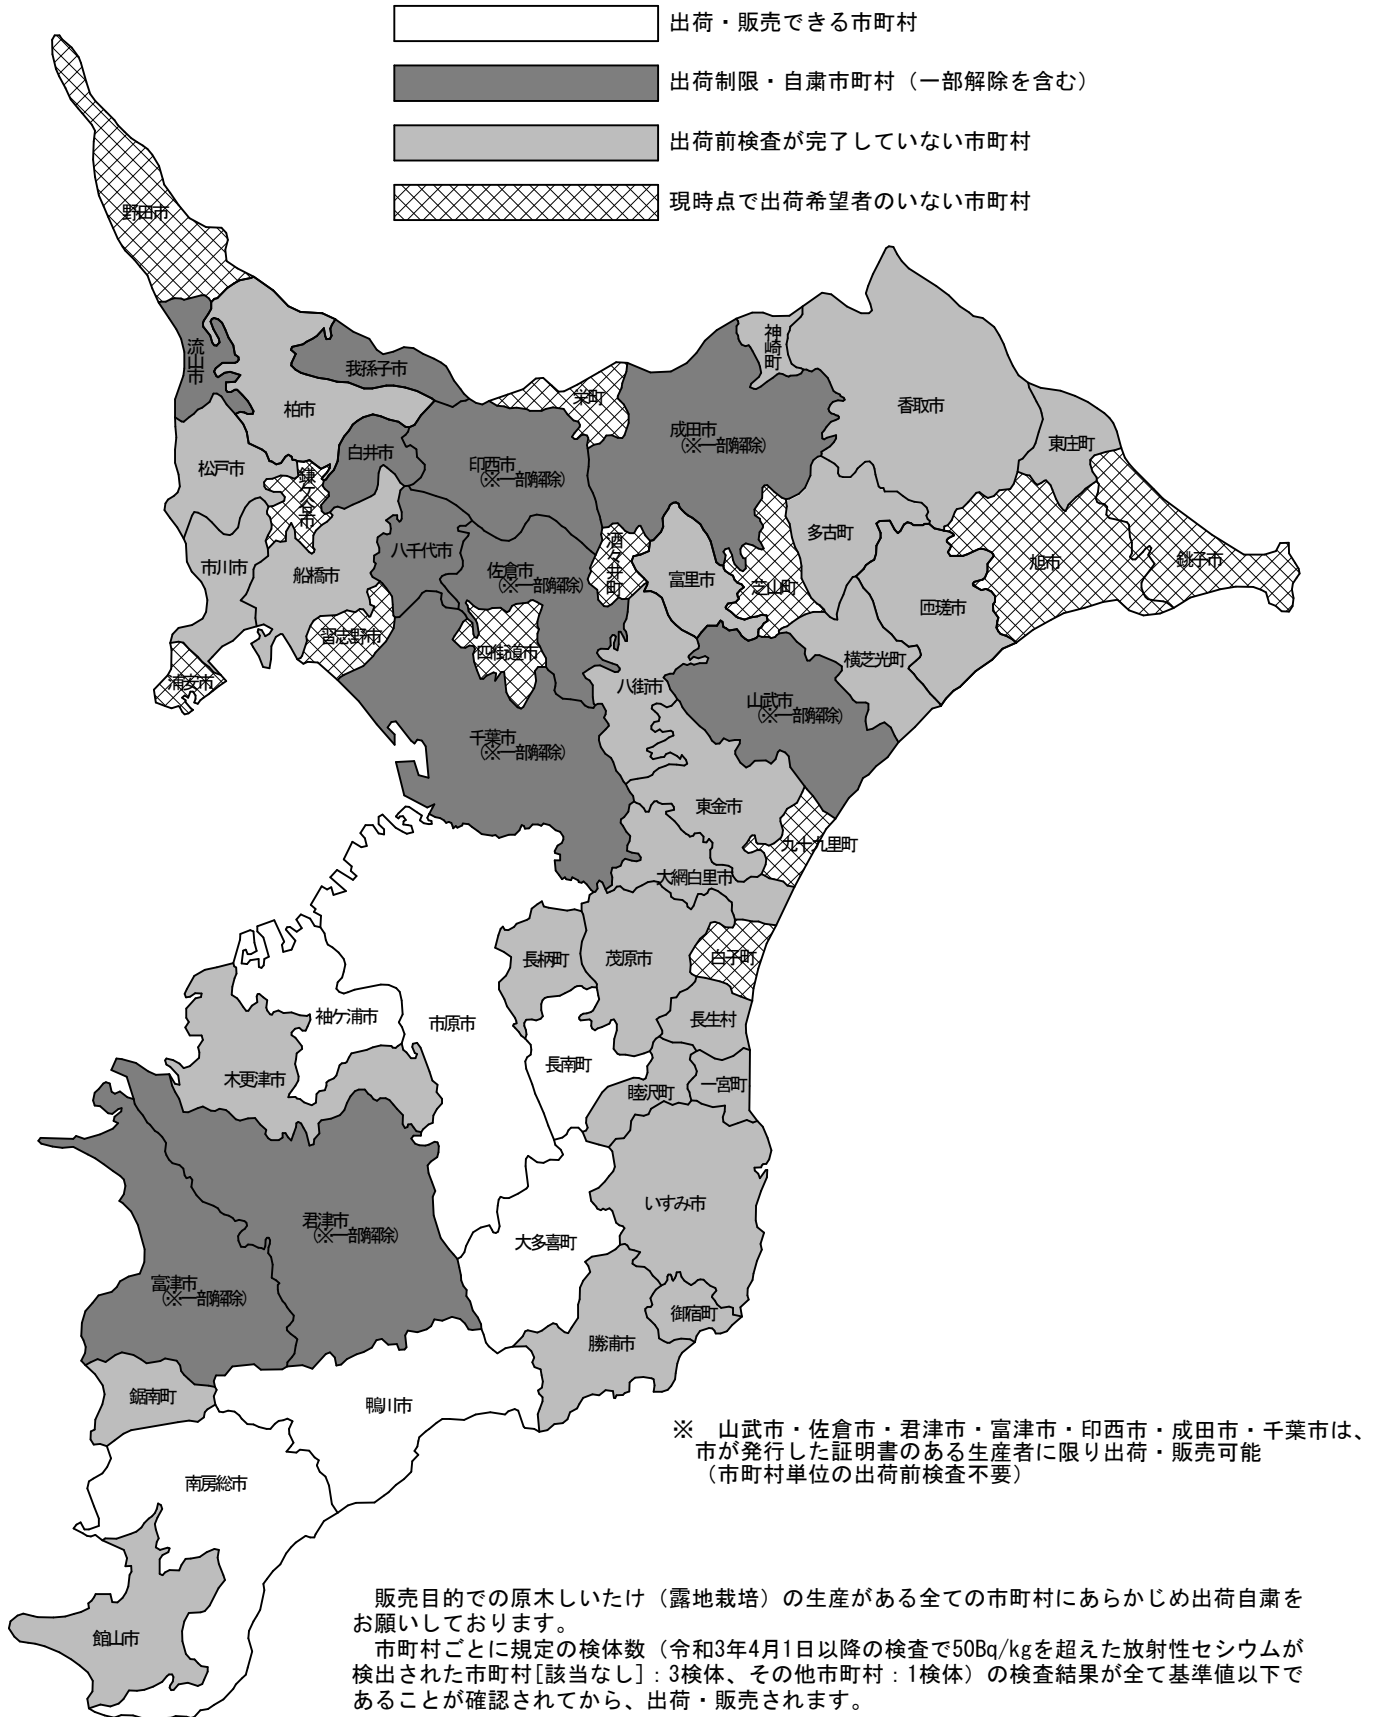 出荷・販売できる市町村
出荷制限・自粛市町村（一部解除を含む）
出荷前検査が完了していない市町村
現時点で出荷希望者のいない市町村
野田市
流山市
我孫子市
柏市
松戸市
鎌ケ谷市
白井市
印西市
（※一部解除）
栄町
成田市
（※一部解除）
神崎町
香取市
東庄町
銚子市
旭市
匝瑳市
多古町
芝山町
横芝光町
富里市
酒々井町
佐倉市
（※一部解除）
八千代市
船橋市
市川市
浦安市
習志野市
四街道市
八街市
山武市
（※一部解除）
千葉市
（※一部解除）
東金市
九十九里町
大網白里市
白子町
茂原市
長柄町
長生村
長南町
睦沢町
一宮町
市原市
袖ケ浦市
木更津市
君津市
（※一部解除）
富津市
（※一部解除）
いすみ市
大多喜町
御宿町
勝浦市
鋸南町
鴨川市
南房総市
館山市
※　山武市・佐倉市・君津市・富津市・印西市・成田市・千葉市は、
市が発行した証明書のある生産者に限り出荷・販売可能
（市町村単位の出荷前検査不要）
販売目的での原木しいたけ（露地栽培）の生産がある全ての市町村にあらかじめ出荷自粛を
お願いしております。
市町村ごとに規定の検体数（令和3年4月1日以降の検査で50Bq/kgを超えた放射性セシウムが
検出された市町村[該当なし]：3検体、その他市町村：1検体）の検査結果が全て基準値以下で
あることが確認されてから、出荷・販売されます。